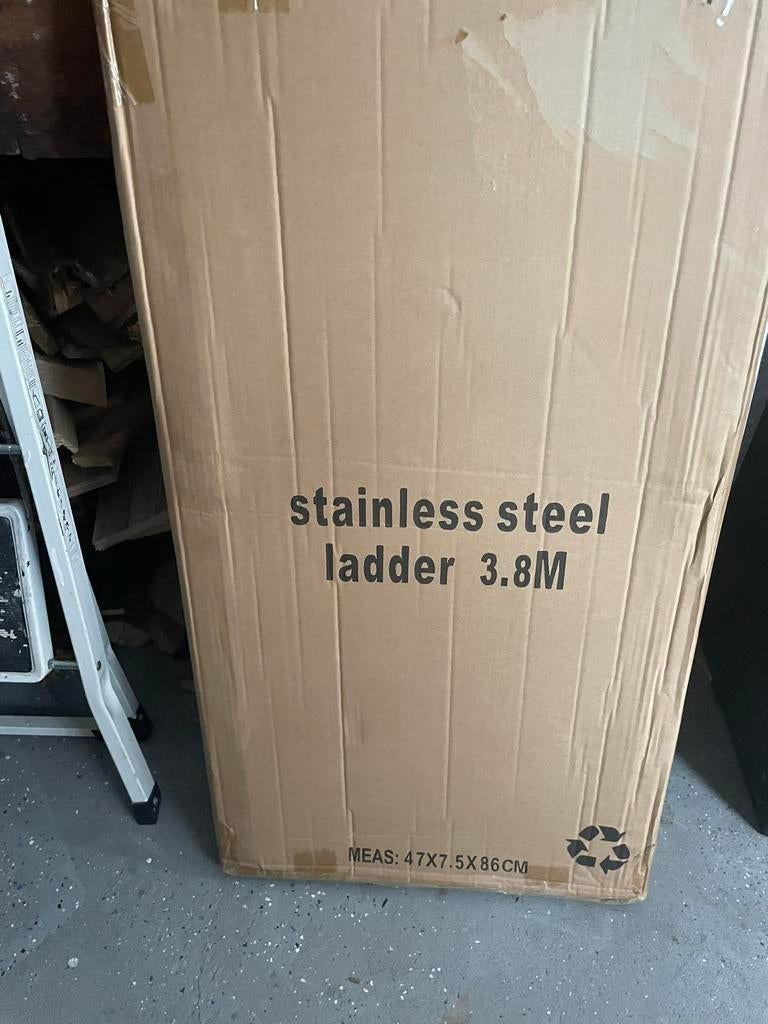 stainless steel
ladder 3.8M
MEAS: 47X7.5X86CM